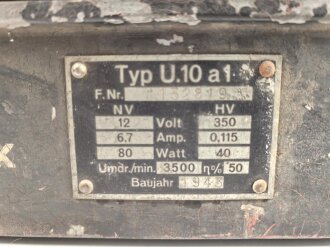 Typ U.10 a1
F.Nr.
NV HV
12 Volt 350
6,7 Amp. 0,115
80 Watt 40
Umdr./min. 3500 η% 50
Baujahr 1943